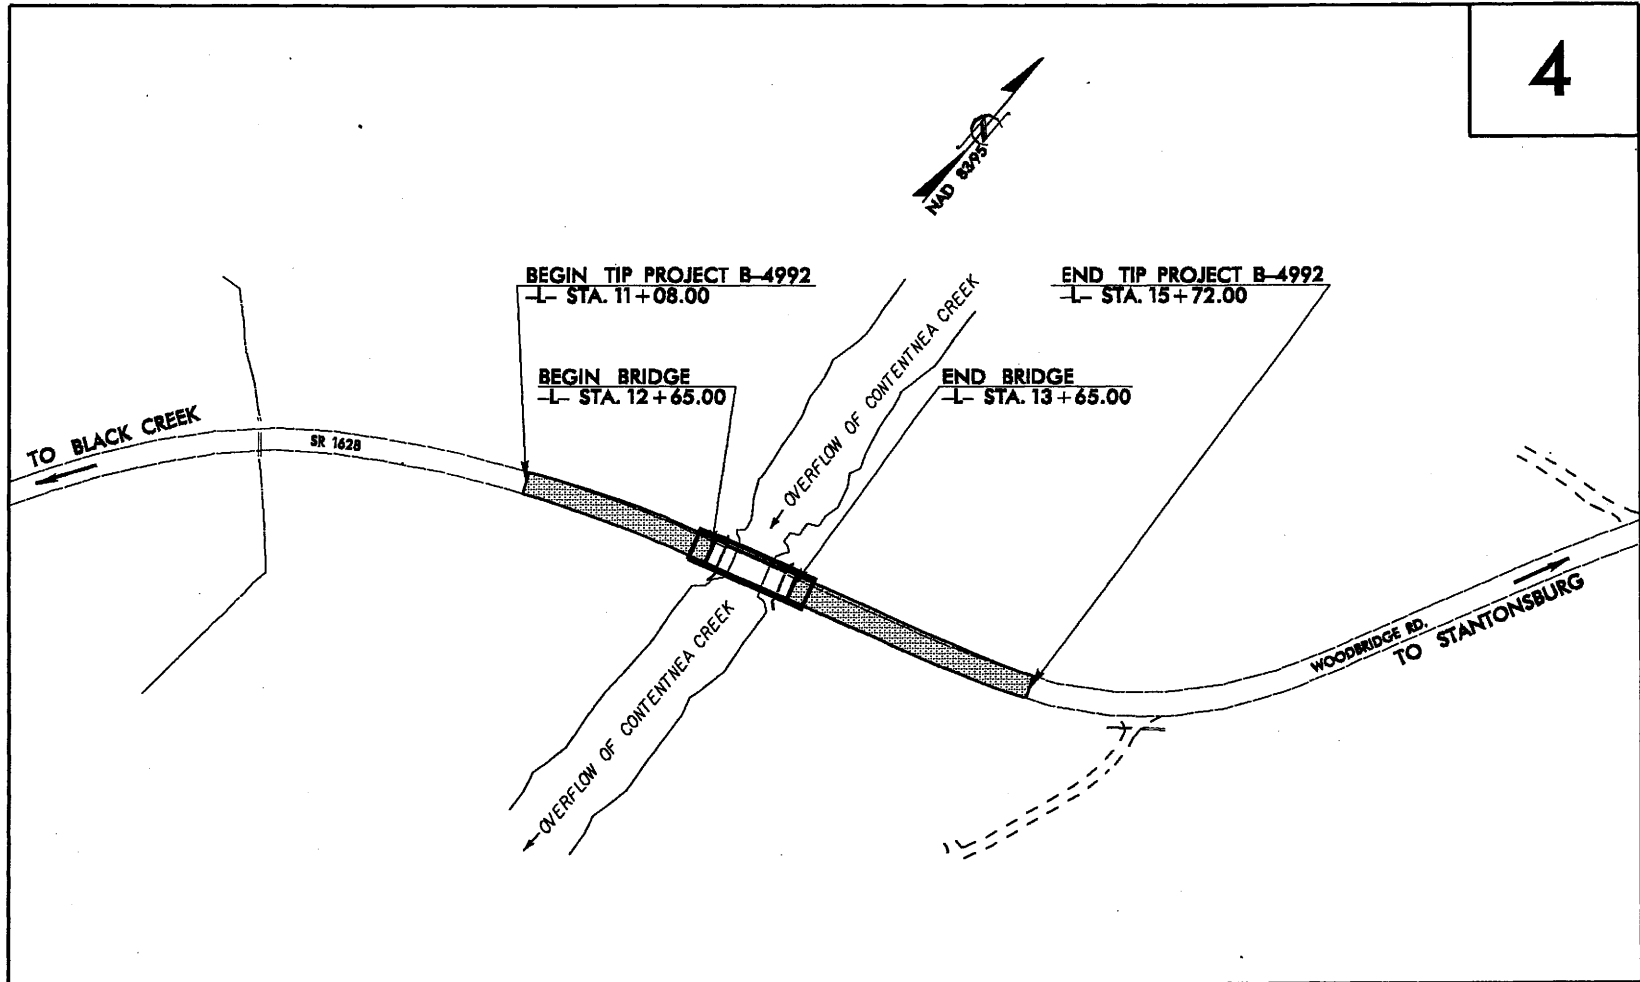 4
NAD 83/95
BEGIN TIP PROJECT B-4992
-L- STA. 11+08.00
END TIP PROJECT B-4992
-L- STA. 15+72.00
BEGIN BRIDGE
-L- STA. 12+65.00
END BRIDGE
-L- STA. 13+65.00
OVERFLOW OF CONTENTNEA CREEK
TO BLACK CREEK
SR 1628
OVERFLOW OF CONTENTNEA CREEK
WOODBRIDGE RD.
TO STANTONSBURG